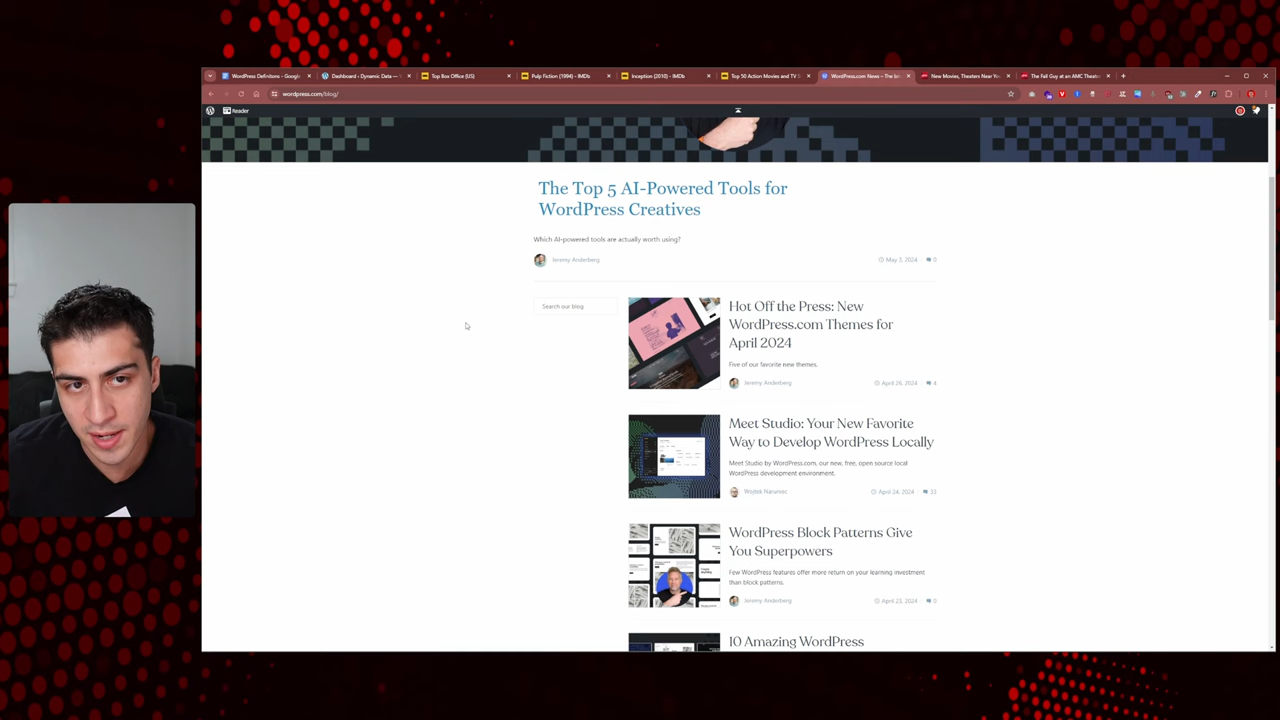 WordPress Definitons - Googl
Dashboard - Dynamic Data —
Top Box Office (US)
Pulp Fiction (1994) - IMDb
Inception (2010) - IMDb
Top 50 Action Movies and TV S
WordPress.com News – The lat
New Movies, Theaters Near Yo
The Fall Guy at an AMC Theatre
wordpress.com/blog/
Reader
The Top 5 AI-Powered Tools for
WordPress Creatives
Which AI-powered tools are actually worth using?
Jeremy Anderberg
May 3, 2024
0
Search our blog
Hot Off the Press: New
WordPress.com Themes for
April 2024
Five of our favorite new themes.
Jeremy Anderberg
April 26, 2024
4
Meet Studio: Your New Favorite
Way to Develop WordPress Locally
Meet Studio by WordPress.com, our new, free, open source local
WordPress development environment.
Wojtek Naruniec
April 24, 2024
33
WordPress Block Patterns Give
You Superpowers
Few WordPress features offer more return on your learning investment
than block patterns.
Jeremy Anderberg
April 23, 2024
0
10 Amazing WordPress